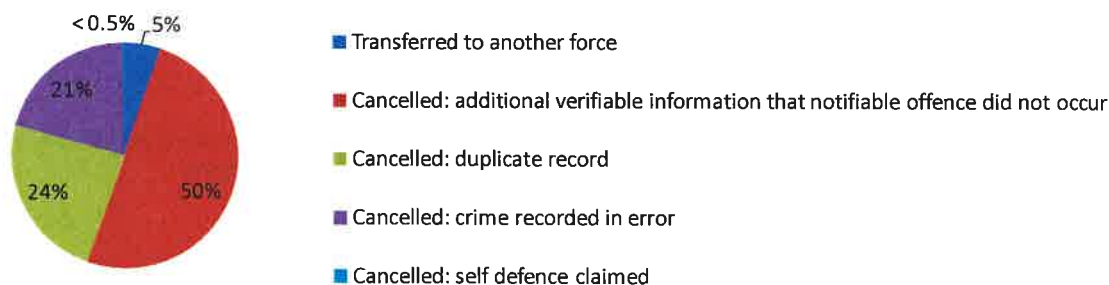 <0.5% 5%
21%
24%
50%
Transferred to another force
Cancelled: additional verifiable information that notifiable offence did not occur
Cancelled: duplicate record
Cancelled: crime recorded in error
Cancelled: self defence claimed